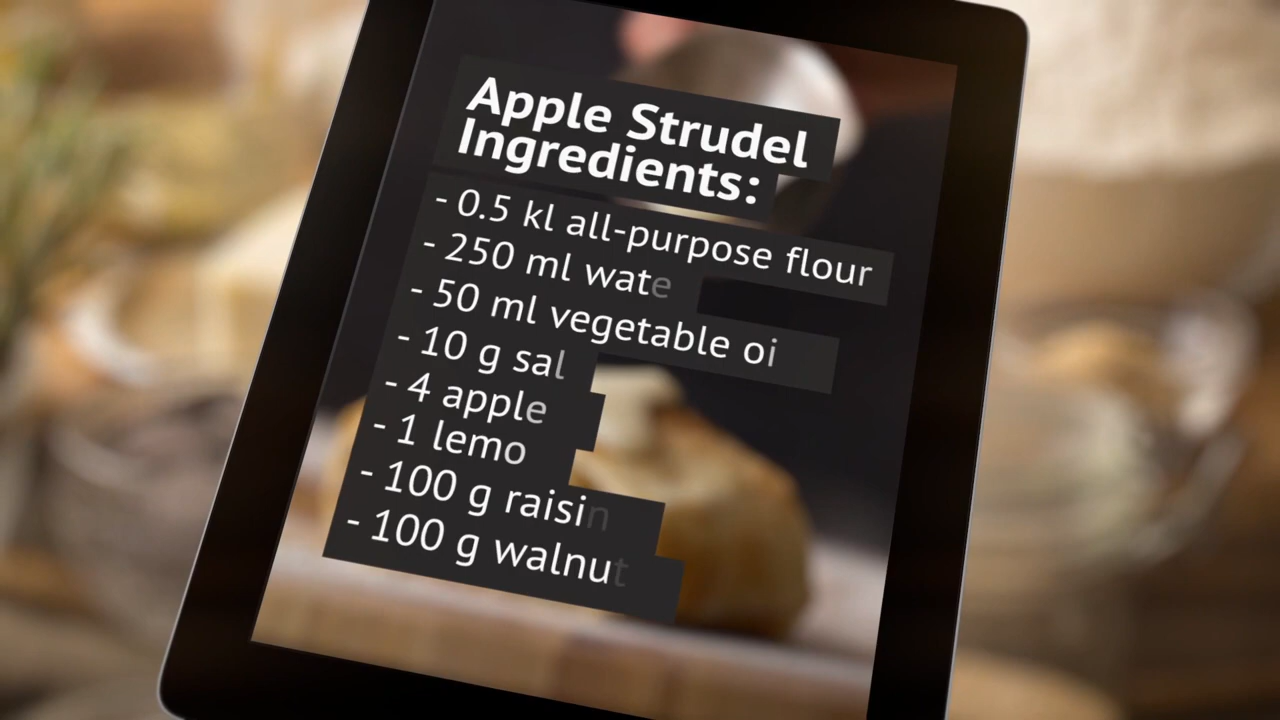 Apple Strudel
Ingredients:
- 0.5 kl all-purpose flour
- 250 ml wate
- 50 ml vegetable oi
- 10 g sal
- 4 apple
- 1 lemo
- 100 g raisin
- 100 g walnut